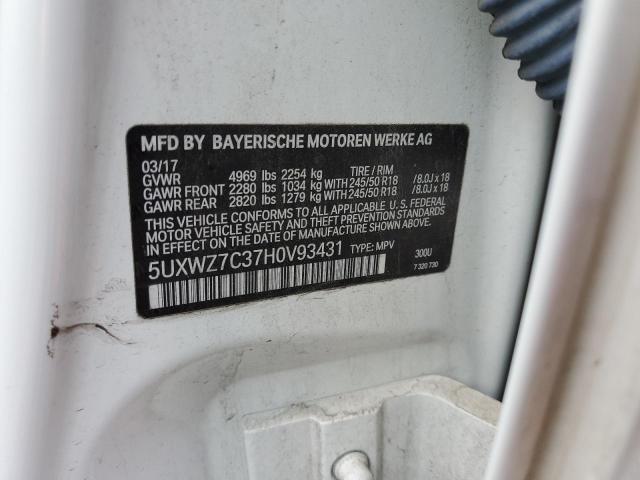 MFD BY BAYERISCHE MOTOREN WERKE AG
03/17
GVWR 4969 lbs 2254 kg TIRE / RIM
GAWR FRONT 2280 lbs 1034 kg WITH 245/50 R18 /8.0J x 18
GAWR REAR 2820 lbs 1279 kg WITH 245/50 R18 /8.0J x 18
THIS VEHICLE CONFORMS TO ALL APPLICABLE U.S. FEDERAL
MOTOR VEHICLE SAFETY AND THEFT PREVENTION STANDARDS
IN EFFECT ON THE DATE OF MANUFACTURE SHOWN ABOVE.
5UXWZ7C37H0V93431 TYPE: MPV
300U
7 320 730